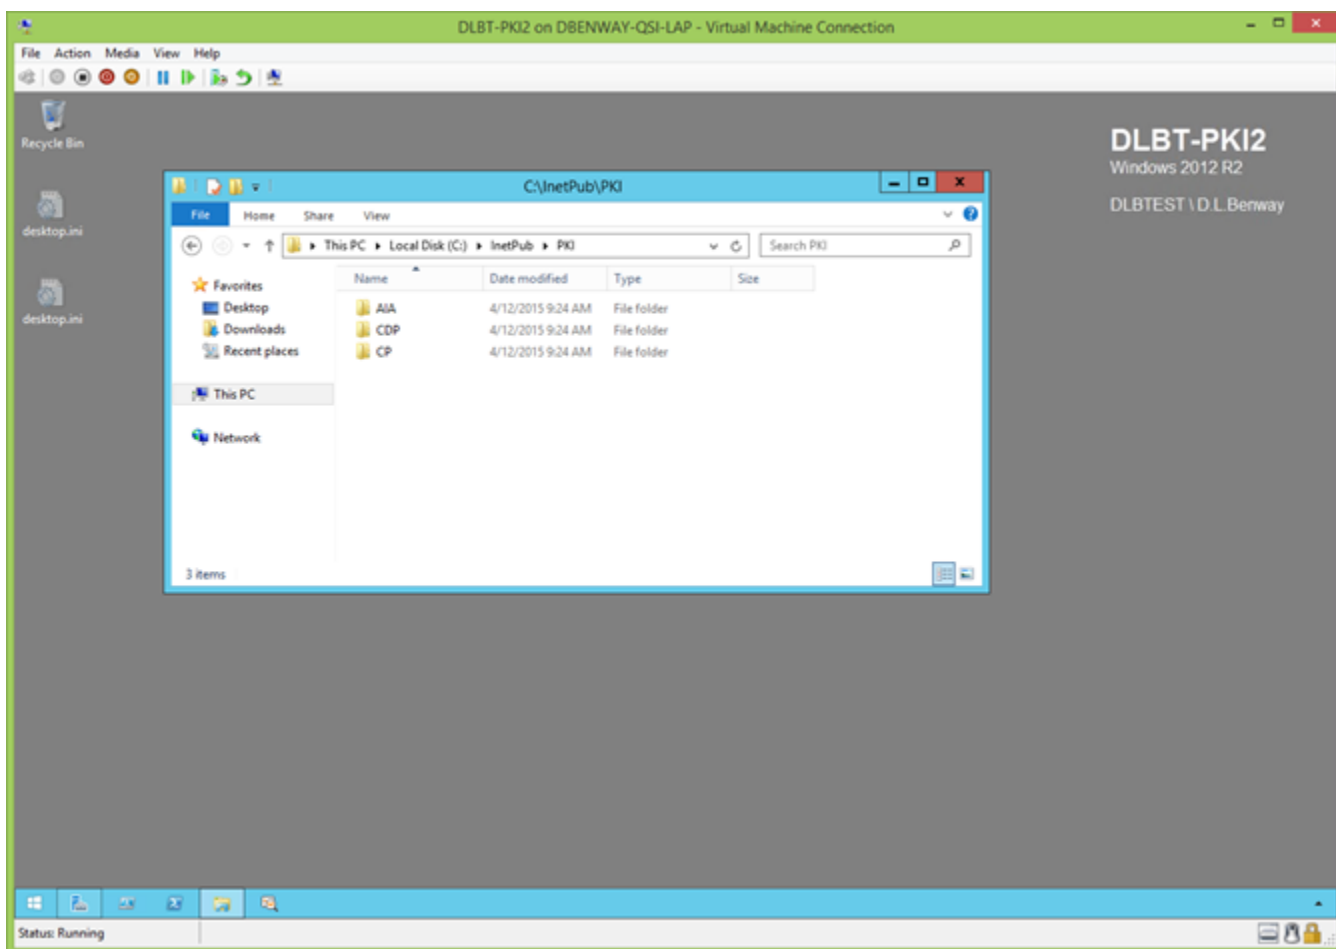 DLBT-PKI2 on DBENWAY-QSI-LAP - Virtual Machine Connection
File Action Media View Help
Recycle Bin
desktop.ini
desktop.ini
DLBT-PKI2
Windows 2012 R2
DLBTEST \ D.L.Benway
C:\InetPub\PKI
File Home Share View
This PC Local Disk (C:) InetPub PKI Search PKI
Name Date modified Type Size
Favorites
Desktop
Downloads
Recent places
This PC
Network
AIA 4/12/2015 9:24 AM File folder
CDP 4/12/2015 9:24 AM File folder
CP 4/12/2015 9:24 AM File folder
3 items
Status: Running